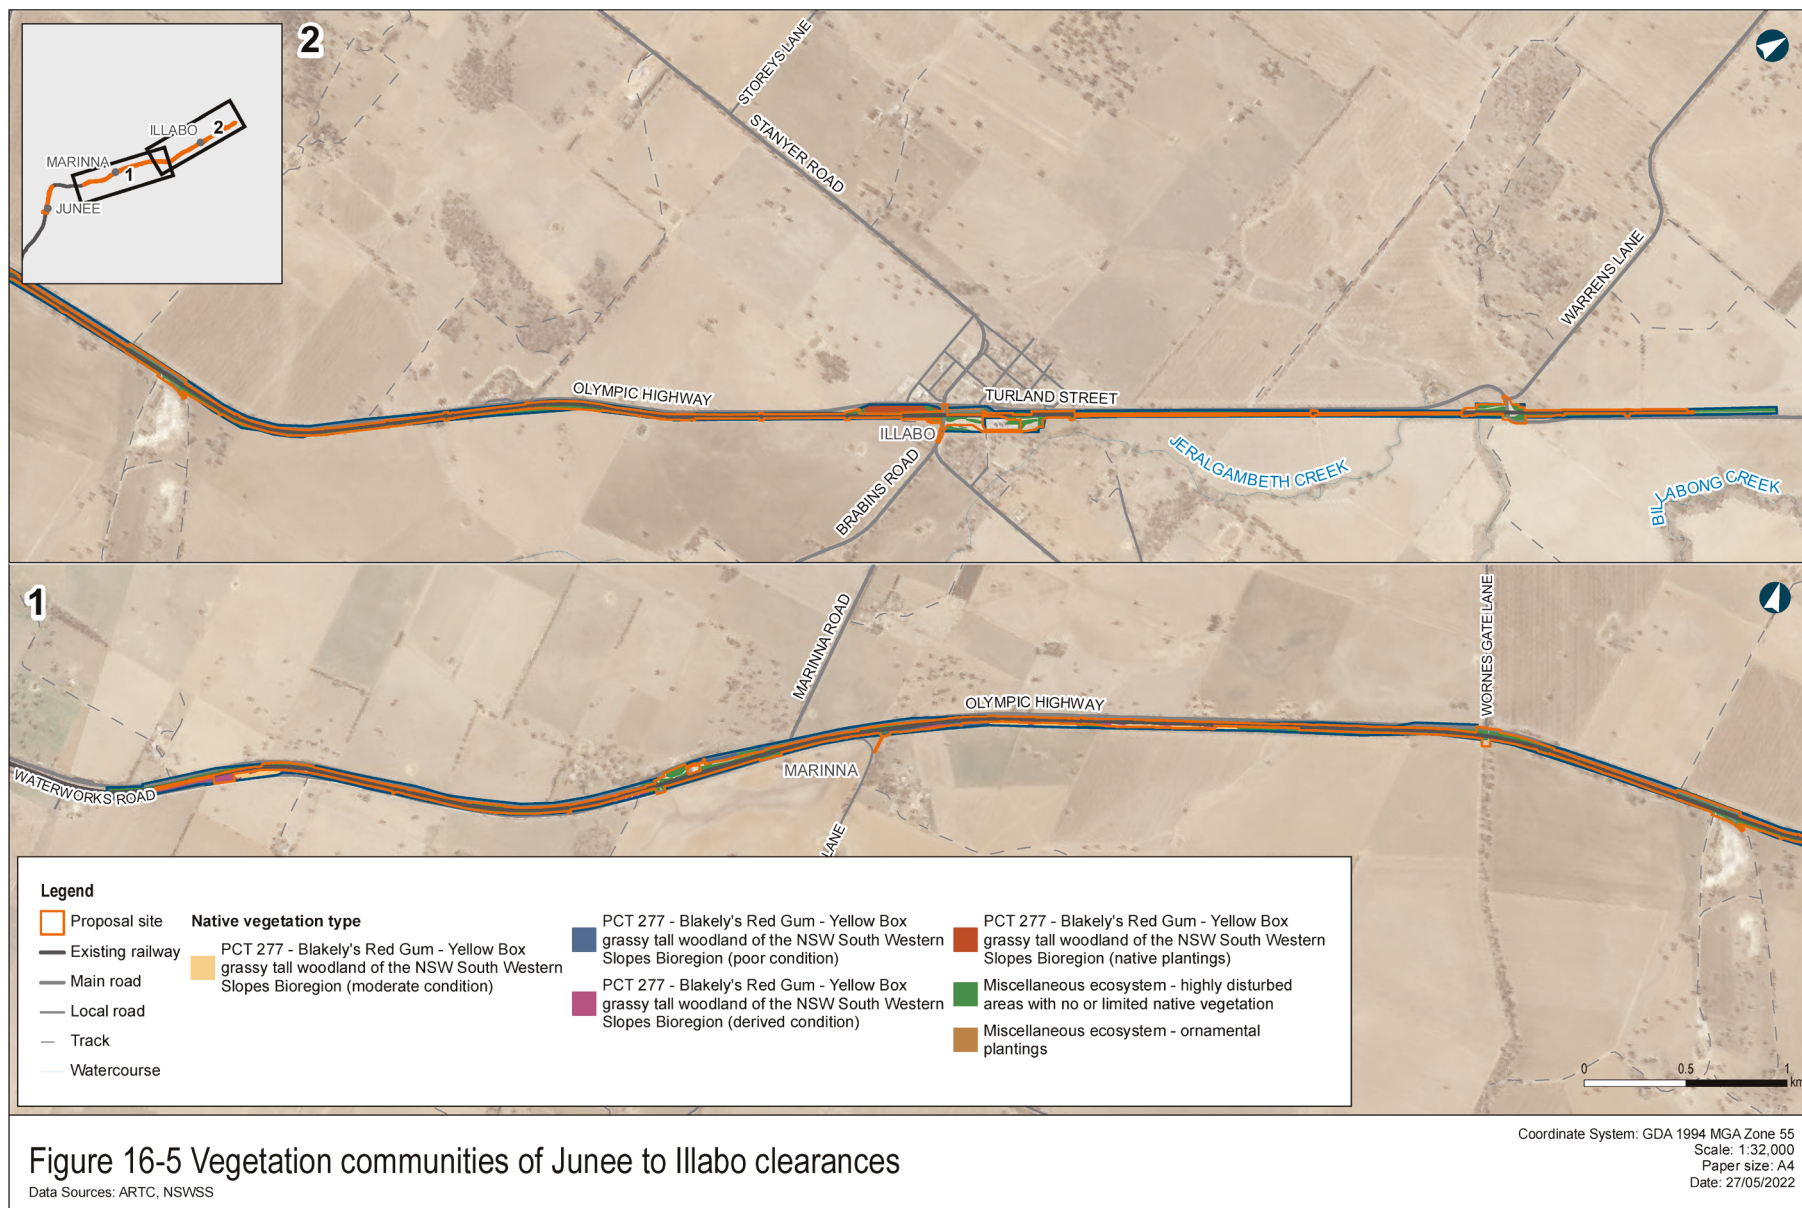 2
ILLABO
2
MARINNA
1
JUNEE
STOREYS LANE
STANYER ROAD
WARRENS LANE
OLYMPIC HIGHWAY
TURLAND STREET
ILLABO
BRABINS ROAD
JERALGAMBETH CREEK
BILLABONG CREEK
1
MARINNA ROAD
WORNES GATE LANE
OLYMPIC HIGHWAY
MARINNA
WATERWORKS ROAD
LANE
Legend
Proposal site
Existing railway
Main road
Local road
Track
Watercourse
Native vegetation type
PCT 277 - Blakely's Red Gum - Yellow Box
grassy tall woodland of the NSW South Western
Slopes Bioregion (moderate condition)
PCT 277 - Blakely's Red Gum - Yellow Box
grassy tall woodland of the NSW South Western
Slopes Bioregion (poor condition)
PCT 277 - Blakely's Red Gum - Yellow Box
grassy tall woodland of the NSW South Western
Slopes Bioregion (derived condition)
PCT 277 - Blakely's Red Gum - Yellow Box
grassy tall woodland of the NSW South Western
Slopes Bioregion (native plantings)
Miscellaneous ecosystem - highly disturbed
areas with no or limited native vegetation
Miscellaneous ecosystem - ornamental
plantings
0 0.5 1
km
Figure 16-5 Vegetation communities of Junee to Illabo clearances
Data Sources: ARTC, NSWSS
Coordinate System: GDA 1994 MGA Zone 55
Scale: 1:32,000
Paper size: A4
Date: 27/05/2022